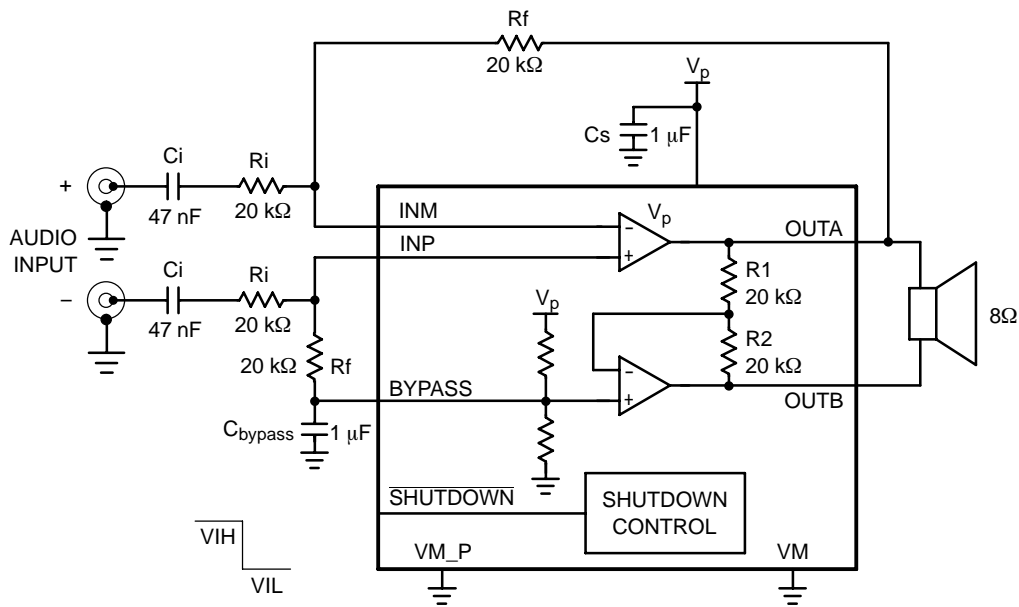 Rf
20 kΩ
Vp
Cs
1 μF
Ci
Ri
+
47 nF
20 kΩ
AUDIO
INPUT
INM
INP
Vp
−
+
OUTA
R1
20 kΩ
Ci
Ri
−
47 nF
20 kΩ
Vp
R2
20 kΩ
8Ω
20 kΩ
Rf
−
+
BYPASS
OUTB
Cbypass
1 μF
SHUTDOWN
SHUTDOWN
CONTROL
VIH
VIL
VM_P
VM